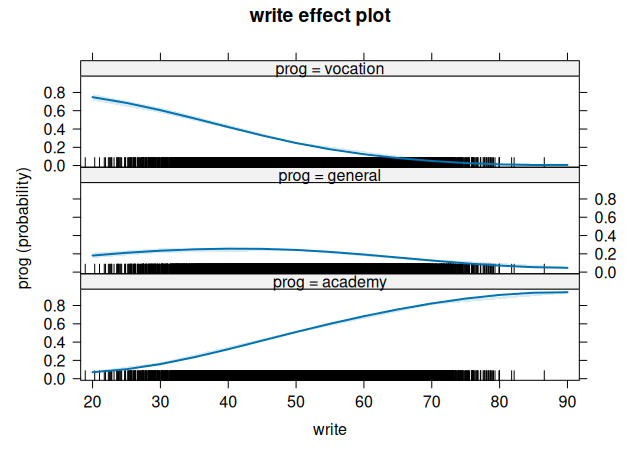 write effect plot
prog = vocation
0.8
0.6
0.4
0.2
0.0
prog = general
0.8
0.6
0.4
0.2
0.0
prog = academy
0.8
0.6
0.4
0.2
0.0
prog (probability)
20 30 40 50 60 70 80 90
write